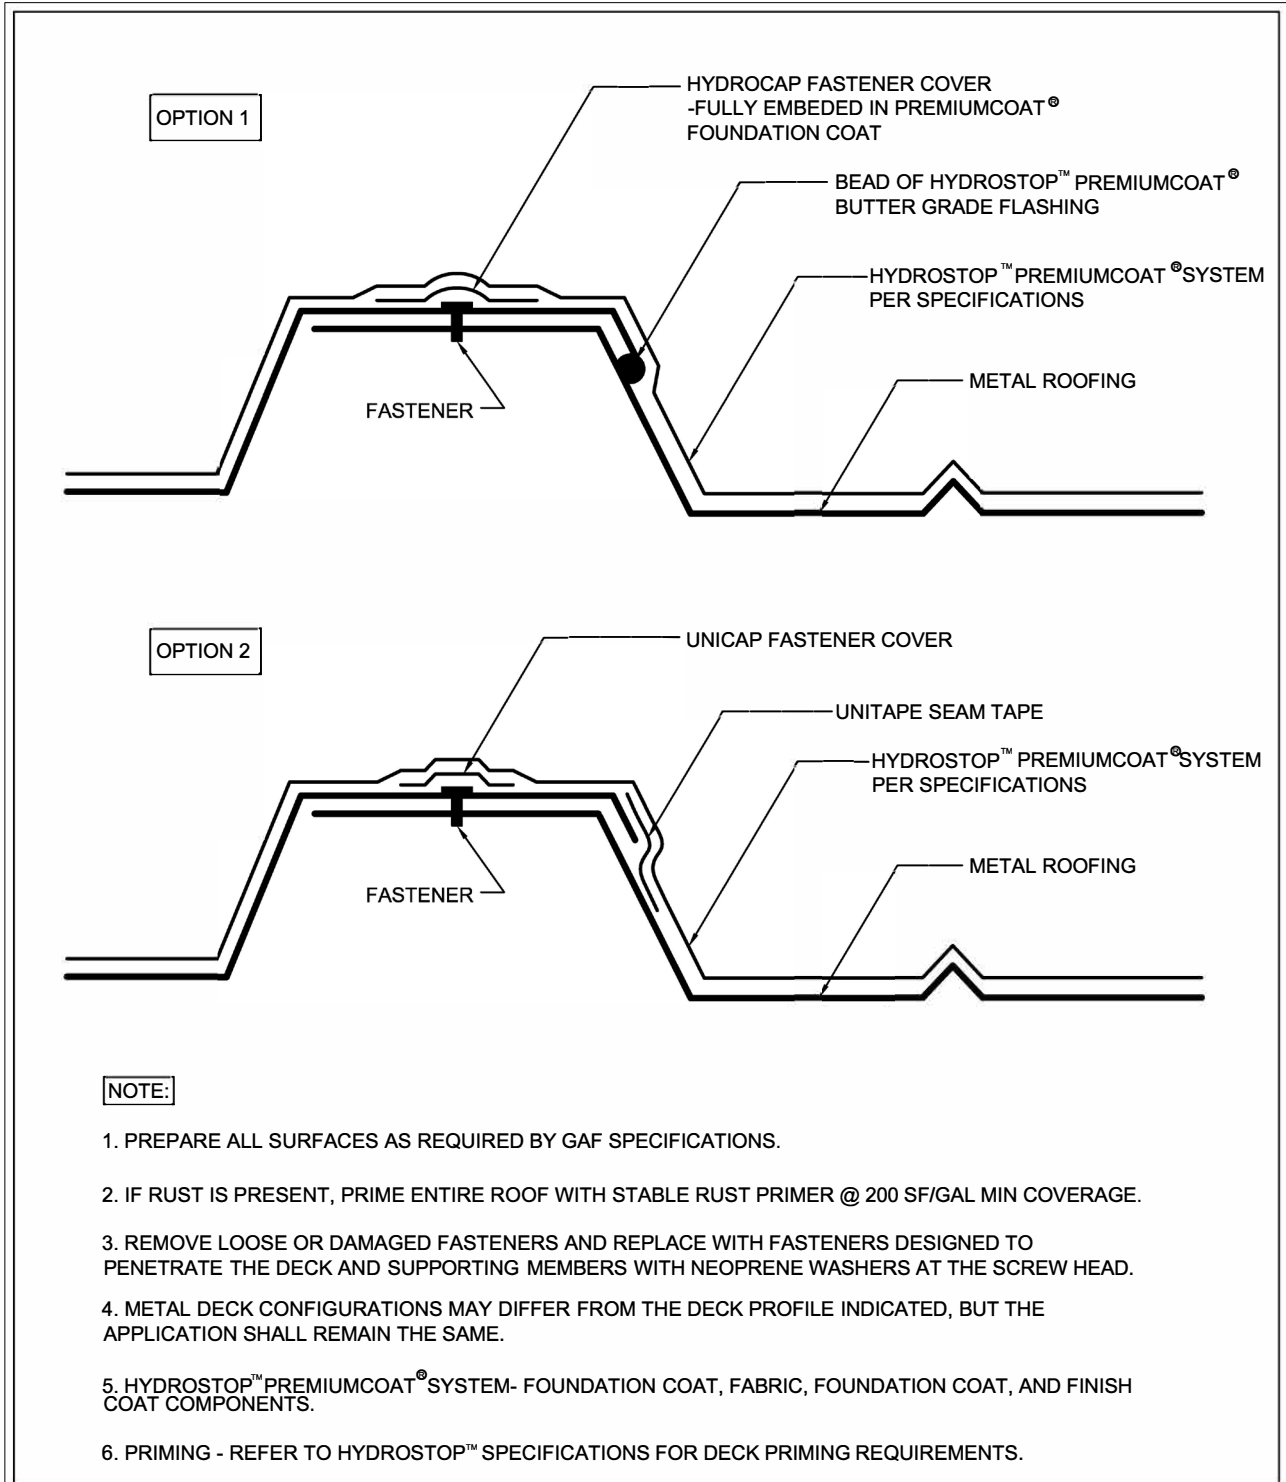 OPTION 1
HYDROCAP FASTENER COVER
-FULLY EMBEDED IN PREMIUMCOAT®
FOUNDATION COAT
BEAD OF HYDROSTOP™ PREMIUMCOAT®
BUTTER GRADE FLASHING
HYDROSTOP™ PREMIUMCOAT® SYSTEM
PER SPECIFICATIONS
METAL ROOFING
FASTENER
OPTION 2
UNICAP FASTENER COVER
UNITAPE SEAM TAPE
HYDROSTOP™ PREMIUMCOAT® SYSTEM
PER SPECIFICATIONS
METAL ROOFING
FASTENER
NOTE:
1. PREPARE ALL SURFACES AS REQUIRED BY GAF SPECIFICATIONS.
2. IF RUST IS PRESENT, PRIME ENTIRE ROOF WITH STABLE RUST PRIMER @ 200 SF/GAL MIN COVERAGE.
3. REMOVE LOOSE OR DAMAGED FASTENERS AND REPLACE WITH FASTENERS DESIGNED TO
PENETRATE THE DECK AND SUPPORTING MEMBERS WITH NEOPRENE WASHERS AT THE SCREW HEAD.
4. METAL DECK CONFIGURATIONS MAY DIFFER FROM THE DECK PROFILE INDICATED, BUT THE
APPLICATION SHALL REMAIN THE SAME.
5. HYDROSTOP™ PREMIUMCOAT® SYSTEM- FOUNDATION COAT, FABRIC, FOUNDATION COAT, AND FINISH
COAT COMPONENTS.
6. PRIMING - REFER TO HYDROSTOP™ SPECIFICATIONS FOR DECK PRIMING REQUIREMENTS.